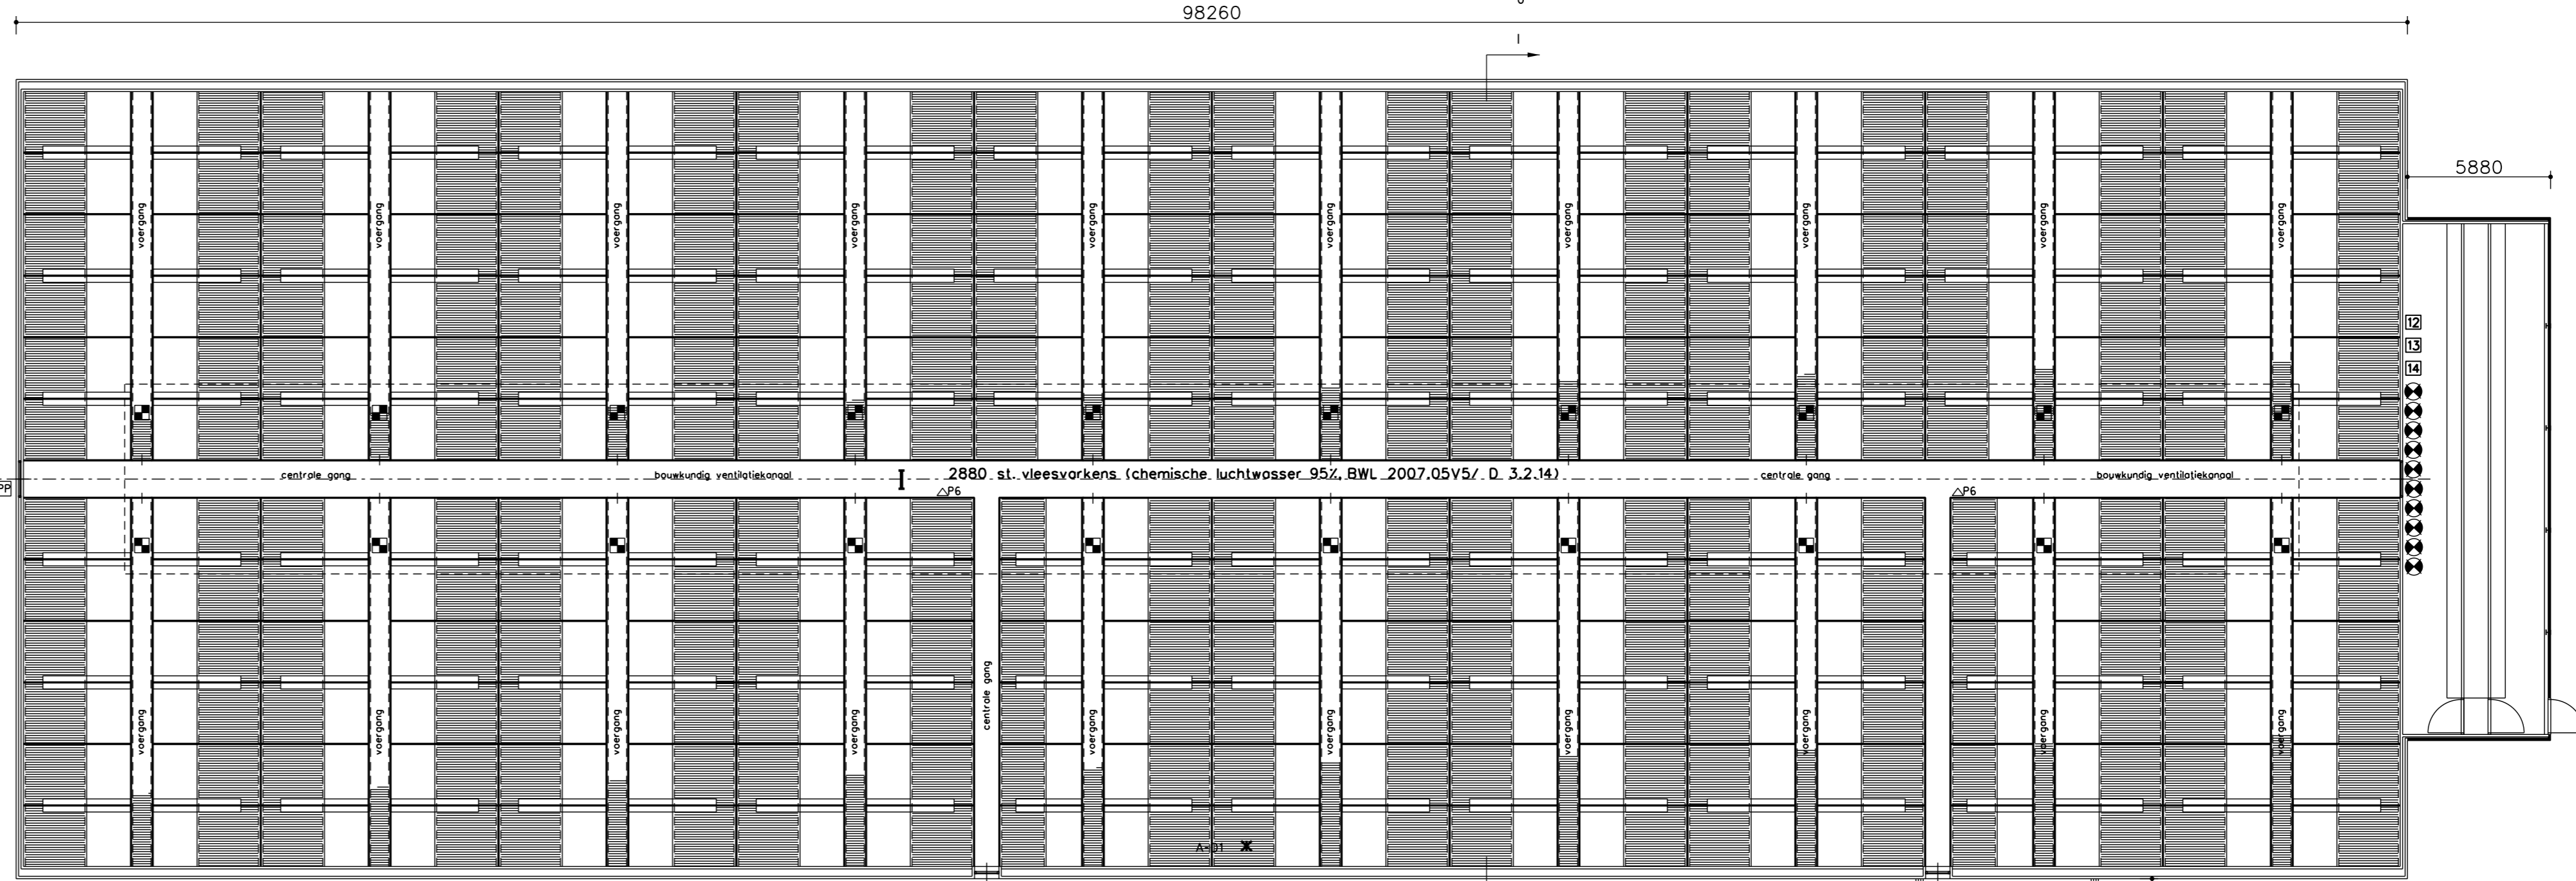 98260
I
5880
voergang voergang voergang voergang voergang voergang voergang voergang voergang voergang
12
13
14
centrale gang bouwkundig ventilatiekanaal I 2880 st. vleesvarkens (chemische luchtwasser 95%, BWL 2007.05V5/ D 3.2.14) centrale gang bouwkundig ventilatiekanaal
PP
P6 P6
centrale gang
voergang voergang voergang voergang voergang voergang voergang voergang voergang voergang
A-01